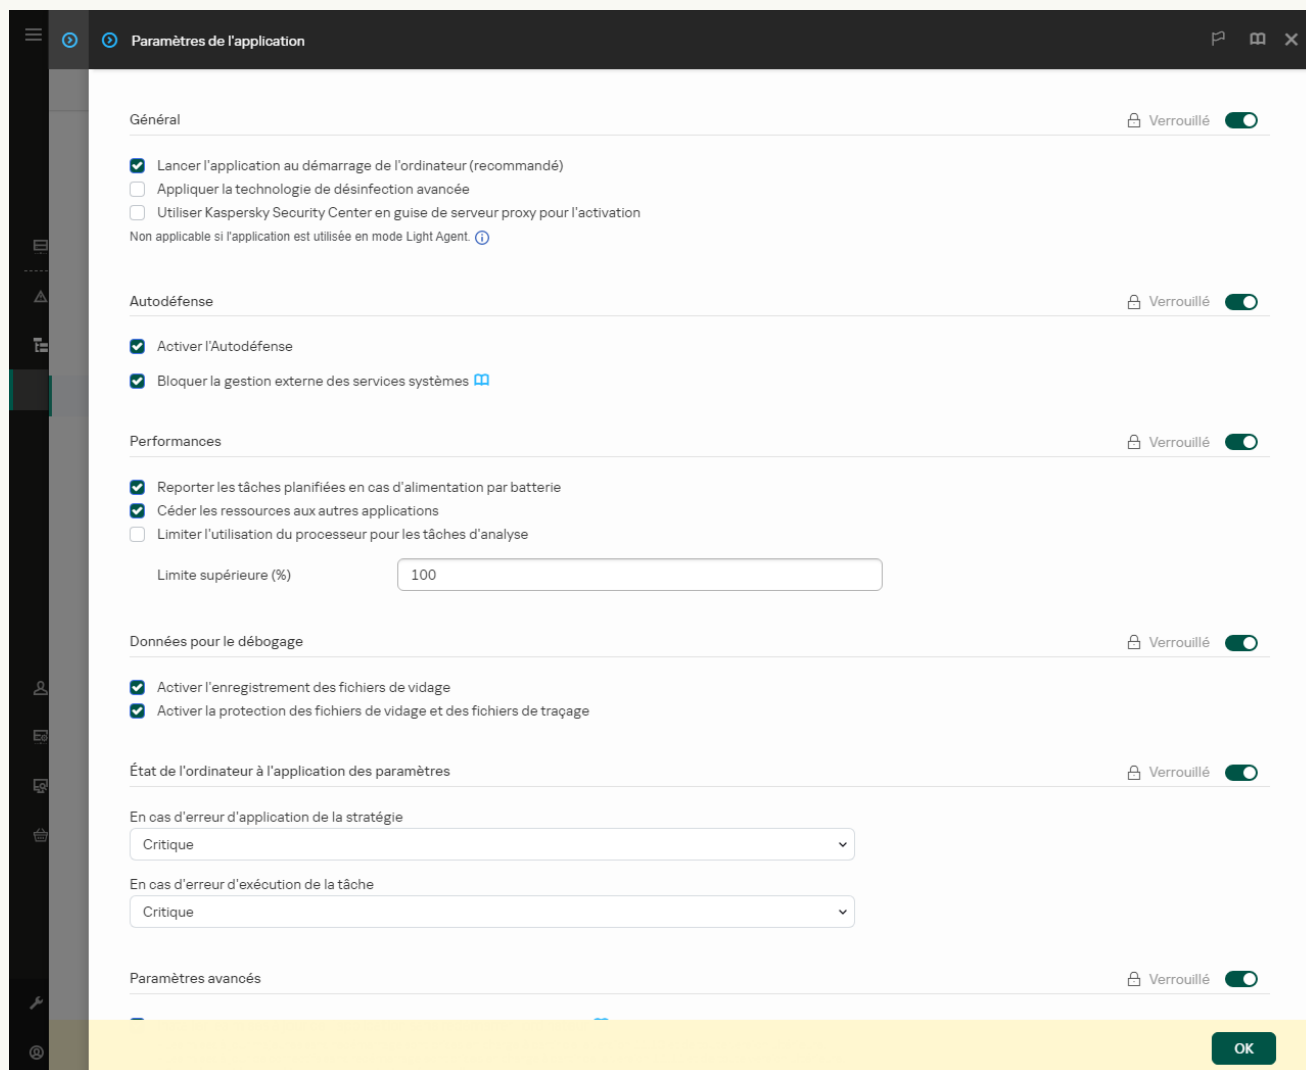 Paramètres de l'application
Général
Verrouillé
Lancer l'application au démarrage de l'ordinateur (recommandé)
Appliquer la technologie de désinfection avancée
Utiliser Kaspersky Security Center en guise de serveur proxy pour l'activation
Non applicable si l'application est utilisée en mode Light Agent.
Autodéfense
Verrouillé
Activer l'Autodéfense
Bloquer la gestion externe des services systèmes
Performances
Verrouillé
Reporter les tâches planifiées en cas d'alimentation par batterie
Céder les ressources aux autres applications
Limiter l'utilisation du processeur pour les tâches d'analyse
Limite supérieure (%)
100
Données pour le débogage
Verrouillé
Activer l'enregistrement des fichiers de vidage
Activer la protection des fichiers de vidage et des fichiers de traçage
État de l'ordinateur à l'application des paramètres
Verrouillé
En cas d'erreur d'application de la stratégie
Critique
En cas d'erreur d'exécution de la tâche
Critique
Paramètres avancés
Verrouillé
OK